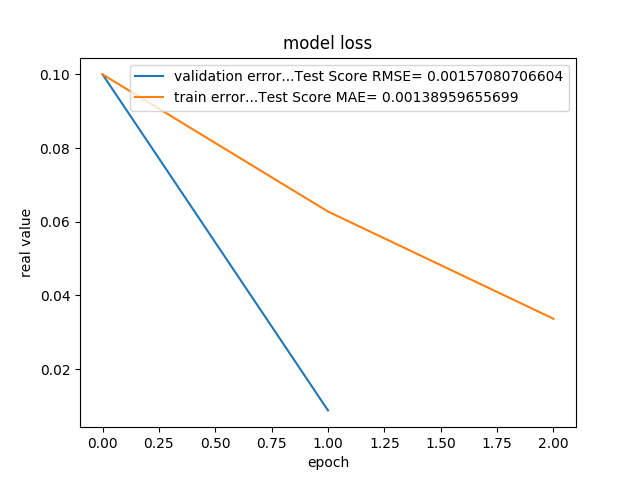 model loss
validation error...Test Score RMSE= 0.00157080706604
train error...Test Score MAE= 0.00138959655699
real value
0.10
0.08
0.06
0.04
0.02
0.00 0.25 0.50 0.75 1.00 1.25 1.50 1.75 2.00
epoch